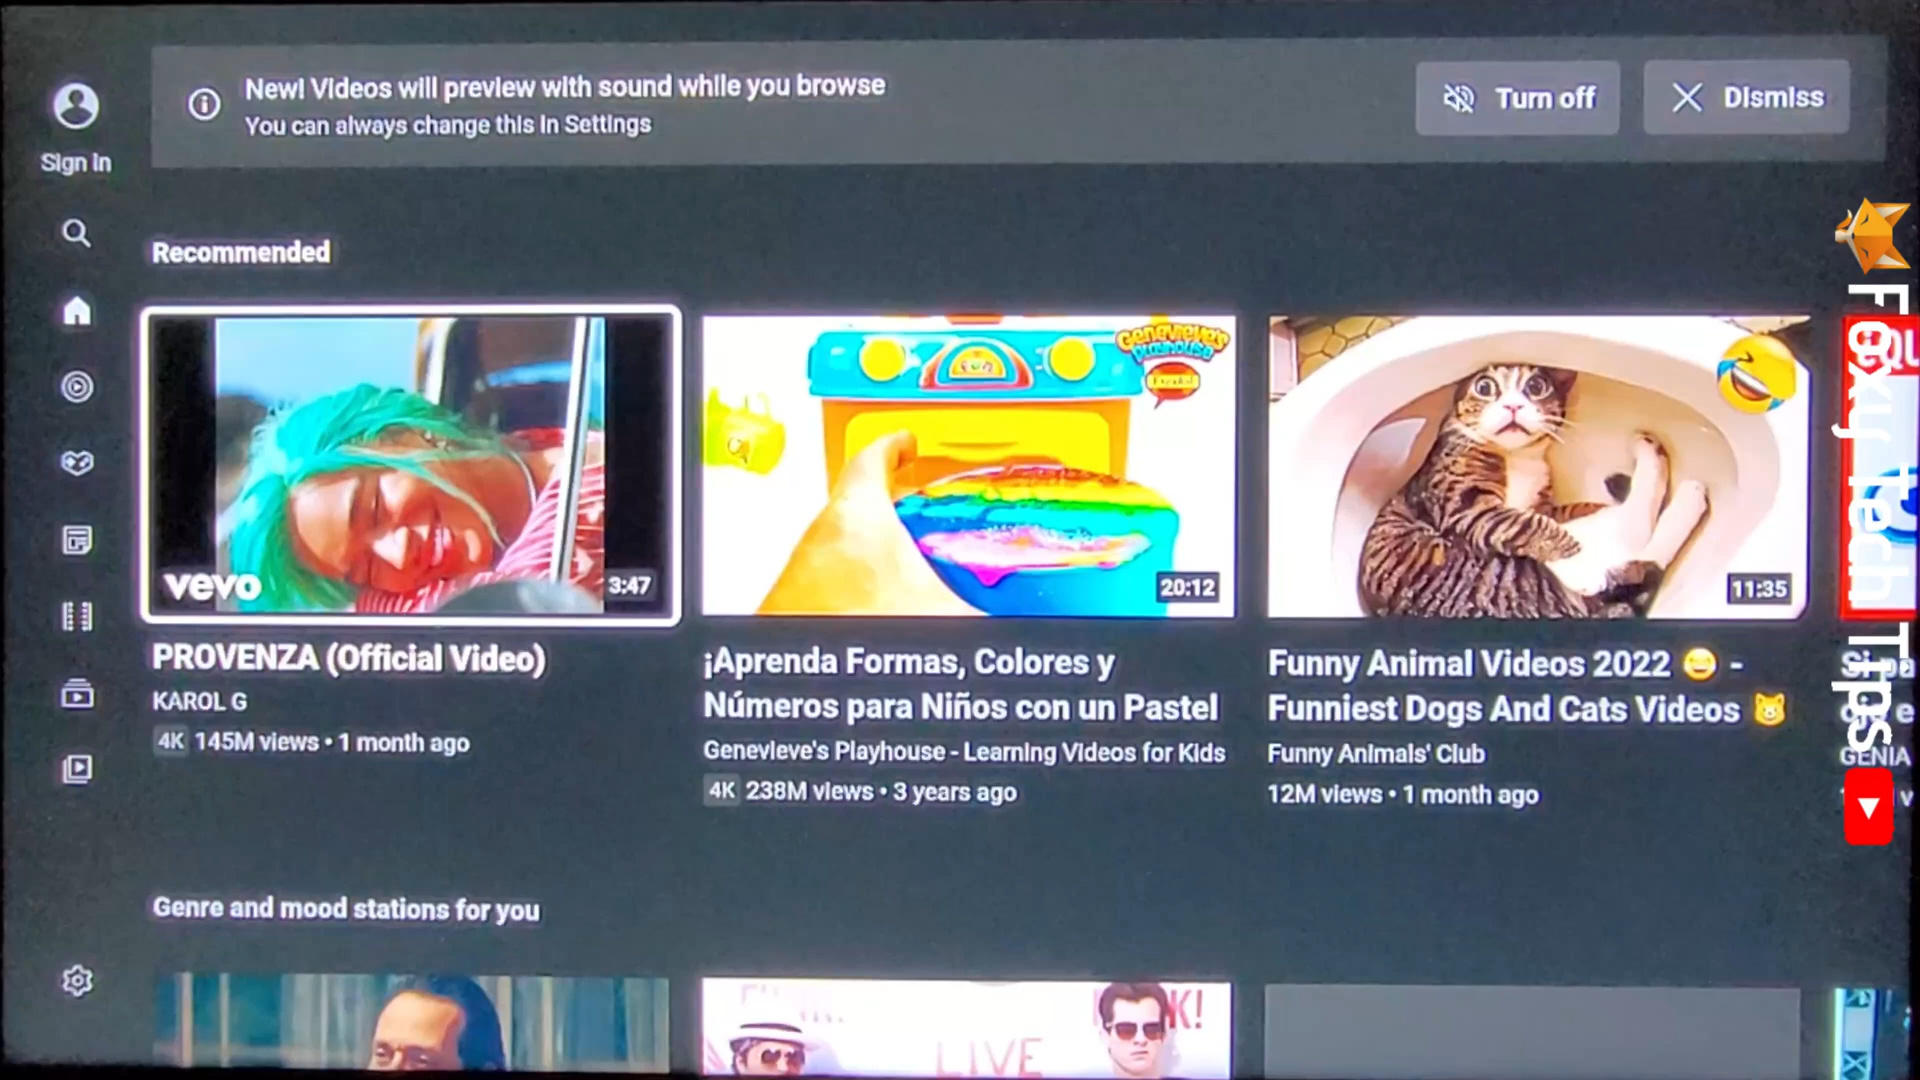 New! Videos will preview with sound while you browse
You can always change this in Settings
Turn off
Dismiss
Sign in
Recommended
vevo
3:47
Genevieve's
Playhouse
20:12
11:35
PROVENZA (Official Video)
KAROL G
4K 145M views • 1 month ago
¡Aprenda Formas, Colores y
Números para Niños con un Pastel
Genevieve's Playhouse - Learning Videos for Kids
4K 238M views • 3 years ago
Funny Animal Videos 2022 😄 -
Funniest Dogs And Cats Videos 😺
Funny Animals' Club
12M views • 1 month ago
GENIA
Foxy Tech Tips
Genre and mood stations for you
LIVE